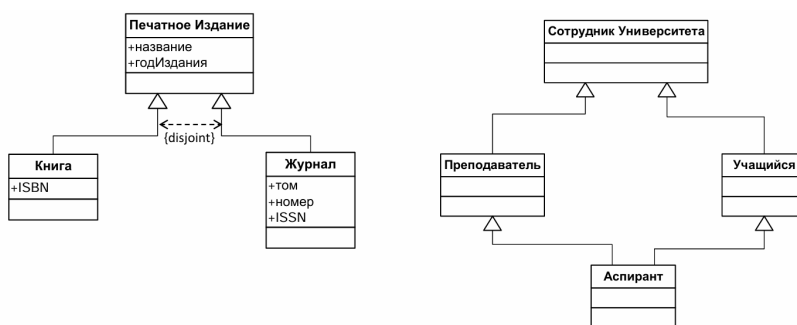 Печатное Издание
+название
+годИздания
{disjoint}
Книга
+ISBN
Журнал
+том
+номер
+ISSN
Сотрудник Университета
Преподаватель
Учащийся
Аспирант